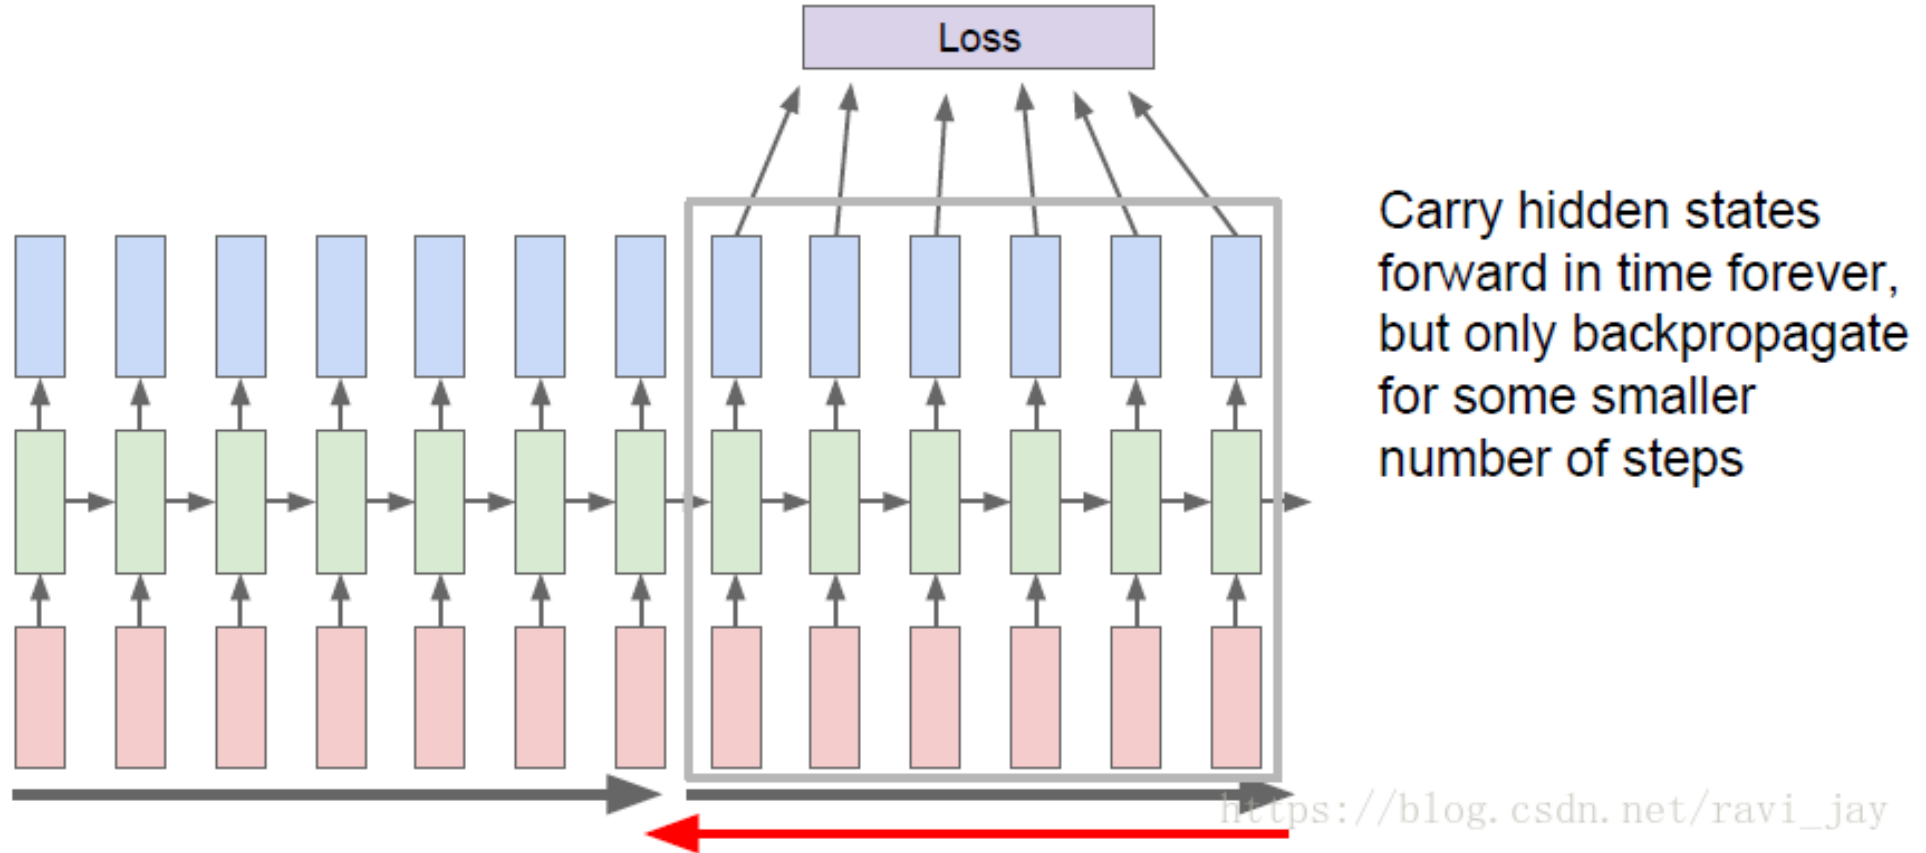 Loss
Carry hidden states
forward in time forever,
but only backpropagate
for some smaller
number of steps
https://blog.csdn.net/ravi_jay